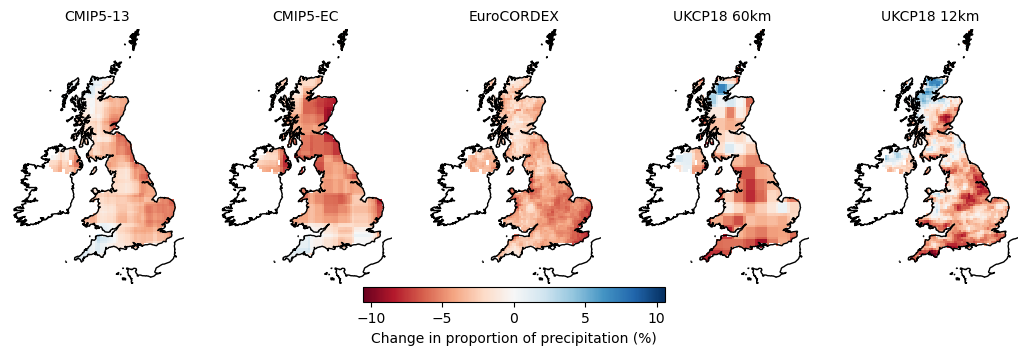 CMIP5-13 CMIP5-EC EuroCORDEX UKCP18 60km UKCP18 12km
−10 −5 0 5 10
Change in proportion of precipitation (%)